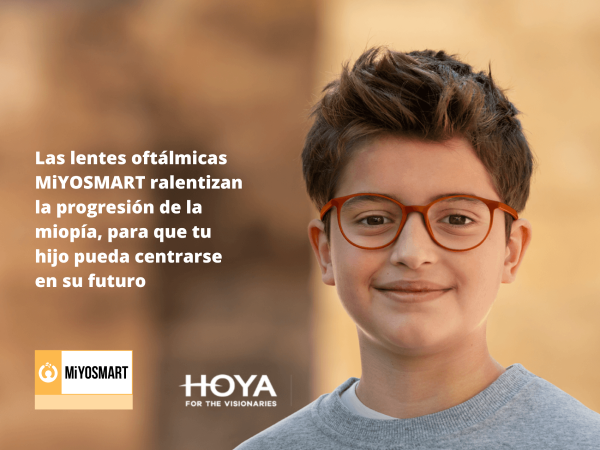 Las lentes oftálmicas
MiYOSMART ralentizan
la progresión de la
miopía, para que tu
hijo pueda centrarse
en su futuro
MiYOSMART
HOYA
FOR THE VISIONARIES